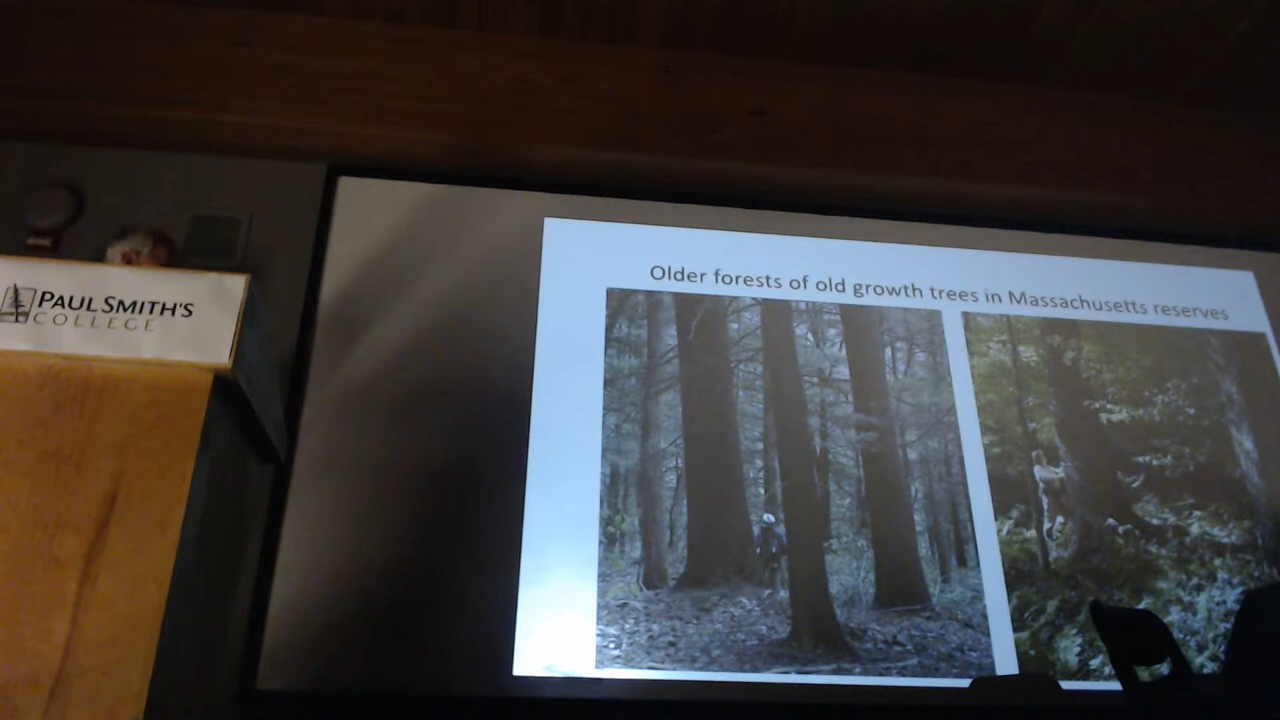 PAUL SMITH'S
COLLEGE
Older forests of old growth trees in Massachusetts reserves